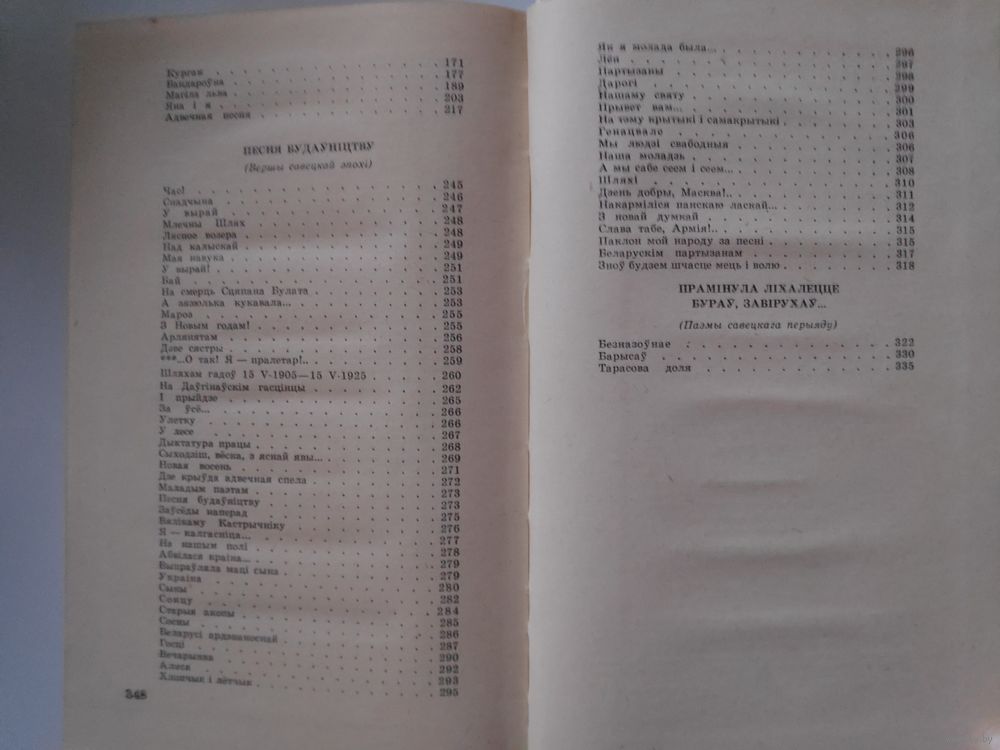 Курган 171
Бандароўна 177
Магіла льва 189
Яна і я 203
Адвечная песня 217
ПЕСНЯ БУДАЎНІЦТВУ
(Вершы савецкай эпохі)
Час! 245
Спадчына 246
У вырай 247
Млечны Шлях 248
Лясное возера 248
Над калыскай 249
Мая навука 249
У вырай! 251
Бай 251
На смерць Сцяпана Булата 253
А зязюлька кукавала... 253
Мароз 255
З Новым годам! 255
Арлянятам 256
Дзве сястры 258
***„О так! Я — пралетар!.. 259
Шляхам гадоў 15 V-1905—15 V-1925 260
На Даўгінаўскім гасцінцы 262
І прыйдзе 265
За ўсё... 266
Улетку 266
У лесе 267
Дыктатура працы 268
Сыходзіш, вёска, з яснай явы... 269
Новая восень 271
Дзе крыўда адвечная спела 272
Маладым паэтам 273
Песня будаўніцтву 273
Заўсёды наперад 275
Вялікаму Кастрычніку 276
Я — калгасніца... 277
На нашым полі 278
Абвілася краіна... 279
Выпраўляла маці сына 279
Украіна 280
Сыны 282
Сонцу 284
Старыя акопы 285
Сосны 286
Беларусі ардэнаноснай 287
Госці 290
Вечарынка 292
Алеся 293
Хлопчык і лётчык 295
348
Як я молада была... 296
Лён 297
Партызаны 298
Дарогі 299
Нашаму святу 300
Прывет вам... 301
На тому крытыкі і самакрытыкі 303
Генацвале 306
Мы людзі свабодныя 306
Наша моладзь 307
А мы сабе сеем і сеем... 308
Шляхі 310
Дзень добры, Масква!.. 311
Накарміліся панскаю ласкай... 312
З новай думкай 314
Слава табе, Армія!.. 315
Паклон мой народу за песні 315
Беларускім партызанам 317
Зноў будзем шчасце мець і волю 318
ПРАМІНУЛА ЛІХАЛЕЦЦЕ
БУРАЎ, ЗАВІРУХАЎ...
(Паэмы савецкага перыяду)
Безназоўнае 322
Барысаў 330
Тарасова доля 335